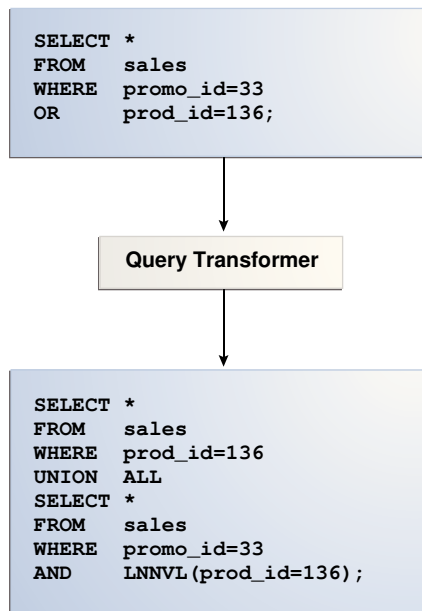 SELECT *
FROM sales
WHERE promo_id=33
OR prod_id=136;
Query Transformer
SELECT *
FROM sales
WHERE prod_id=136
UNION ALL
SELECT *
FROM sales
WHERE promo_id=33
AND LNNVL(prod_id=136);